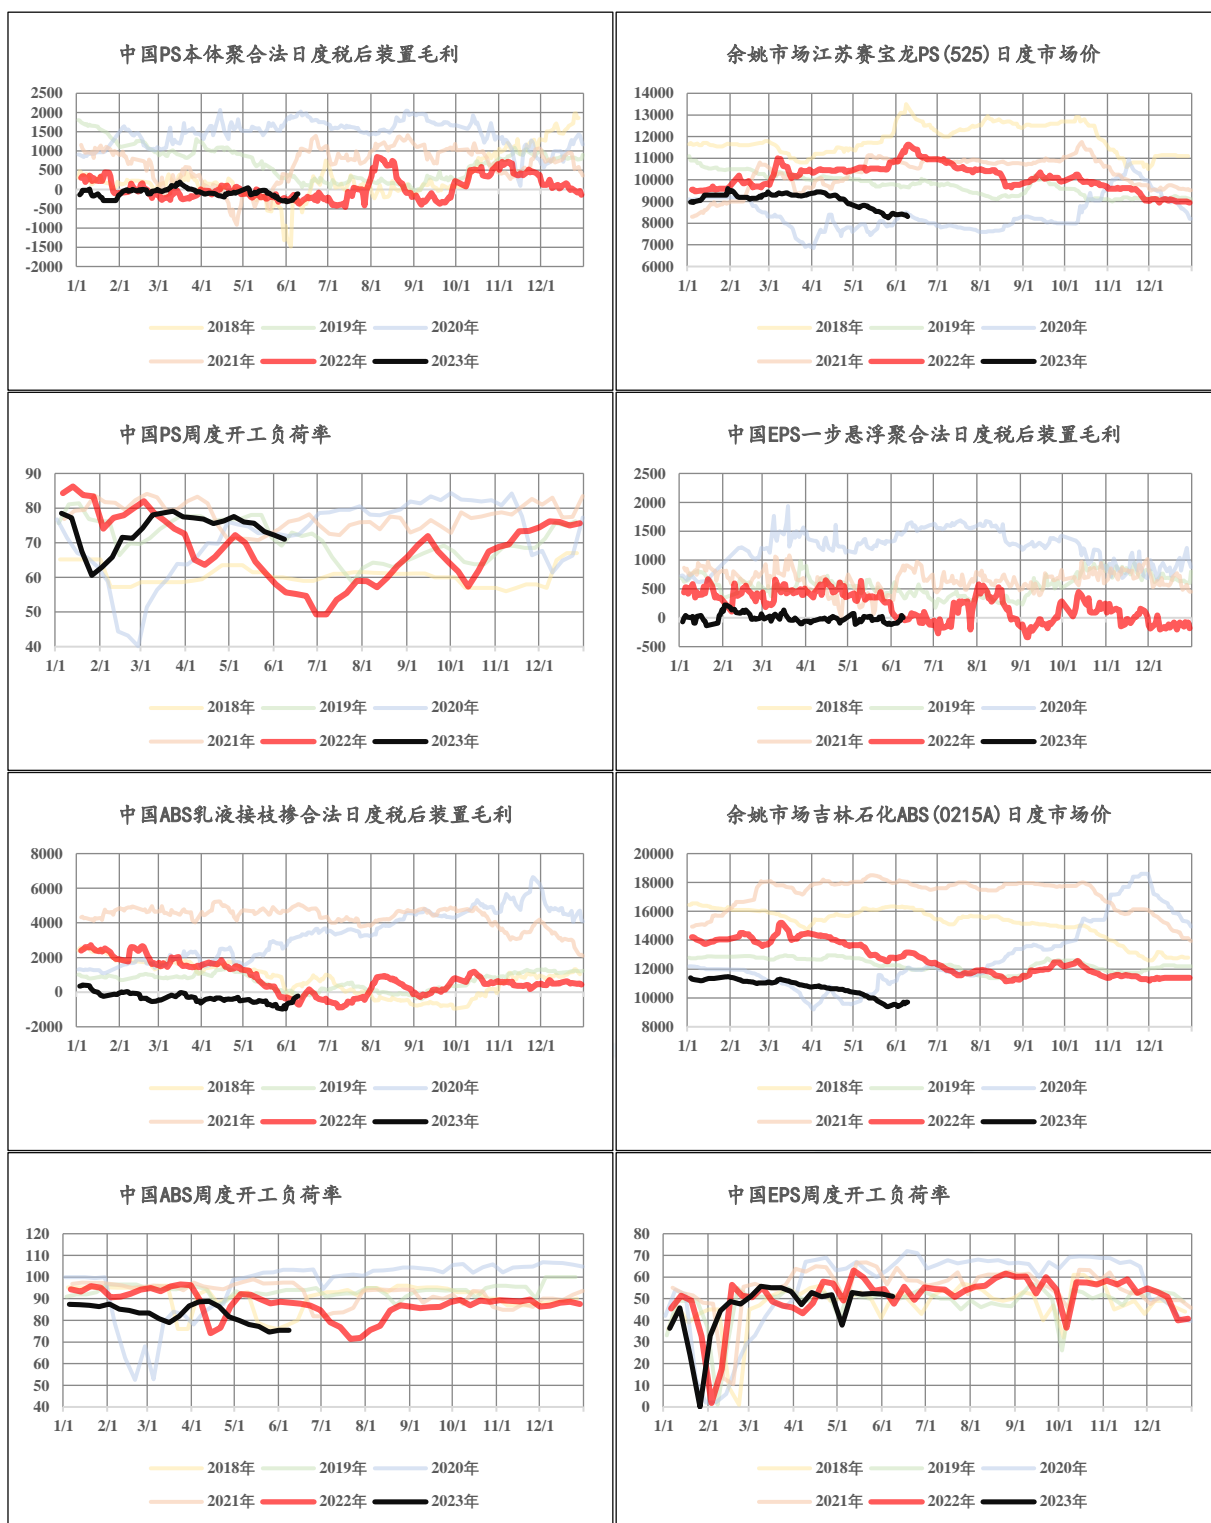 中国PS本体聚合法日度税后装置毛利
2500
2000
1500
1000
500
0
-500
-1000
-1500
-2000
1/1 2/1 3/1 4/1 5/1 6/1 7/1 8/1 9/1 10/1 11/1 12/1
2018年 2019年 2020年
2021年 2022年 2023年
余姚市场江苏赛宝龙PS(525)日度市场价
14000
13000
12000
11000
10000
9000
8000
7000
6000
1/1 2/1 3/1 4/1 5/1 6/1 7/1 8/1 9/1 10/1 11/1 12/1
2018年 2019年 2020年
2021年 2022年 2023年
中国PS周度开工负荷率
90
80
70
60
50
40
1/1 2/1 3/1 4/1 5/1 6/1 7/1 8/1 9/1 10/1 11/1 12/1
2018年 2019年 2020年
2021年 2022年 2023年
中国EPS一步悬浮聚合法日度税后装置毛利
2500
2000
1500
1000
500
0
-500
1/1 2/1 3/1 4/1 5/1 6/1 7/1 8/1 9/1 10/1 11/1 12/1
2018年 2019年 2020年
2021年 2022年 2023年
中国ABS乳液接枝掺合法日度税后装置毛利
8000
6000
4000
2000
0
-2000
1/1 2/1 3/1 4/1 5/1 6/1 7/1 8/1 9/1 10/1 11/1 12/1
2018年 2019年 2020年
2021年 2022年 2023年
余姚市场吉林石化ABS(0215A)日度市场价
20000
18000
16000
14000
12000
10000
8000
1/1 2/1 3/1 4/1 5/1 6/1 7/1 8/1 9/1 10/1 11/1 12/1
2018年 2019年 2020年
2021年 2022年 2023年
中国ABS周度开工负荷率
120
110
100
90
80
70
60
50
40
1/1 2/1 3/1 4/1 5/1 6/1 7/1 8/1 9/1 10/1 11/1 12/1
2018年 2019年 2020年
2021年 2022年 2023年
中国EPS周度开工负荷率
80
70
60
50
40
30
20
10
0
1/1 2/1 3/1 4/1 5/1 6/1 7/1 8/1 9/1 10/1 11/1 12/1
2018年 2019年 2020年
2021年 2022年 2023年